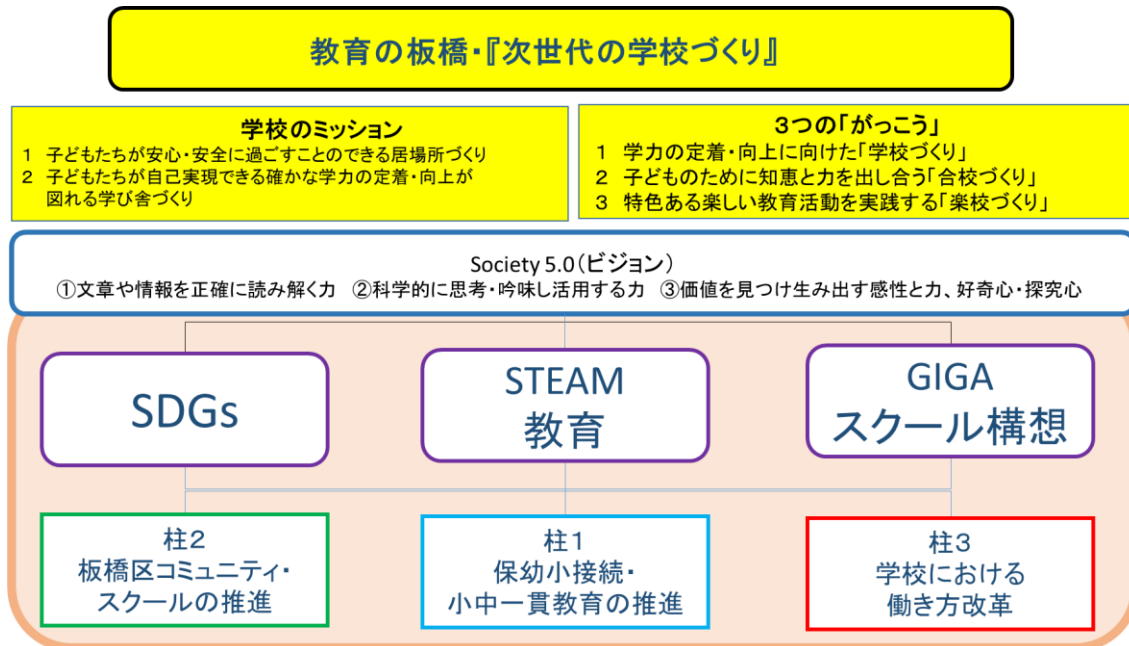 教育の板橋・『次世代の学校づくり』
学校のミッション
1 子どもたちが安心・安全に過ごすことのできる居場所づくり
2 子どもたちが自己実現できる確かな学力の定着・向上が
図れる学び舎づくり
3つの「がっこう」
1 学力の定着・向上に向けた「学校づくり」
2 子どものために知恵と力を出し合う「合校づくり」
3 特色ある楽しい教育活動を実践する「楽校づくり」
Society 5.0(ビジョン)
①文章や情報を正確に読み解く力 ②科学的に思考・吟味し活用する力 ③価値を見つけ生み出す感性と力、好奇心・探究心
SDGs
STEAM
教育
GIGA
スクール構想
柱2
板橋区コミュニティ・
スクールの推進
柱1
保幼小接続・
小中一貫教育の推進
柱3
学校における
働き方改革